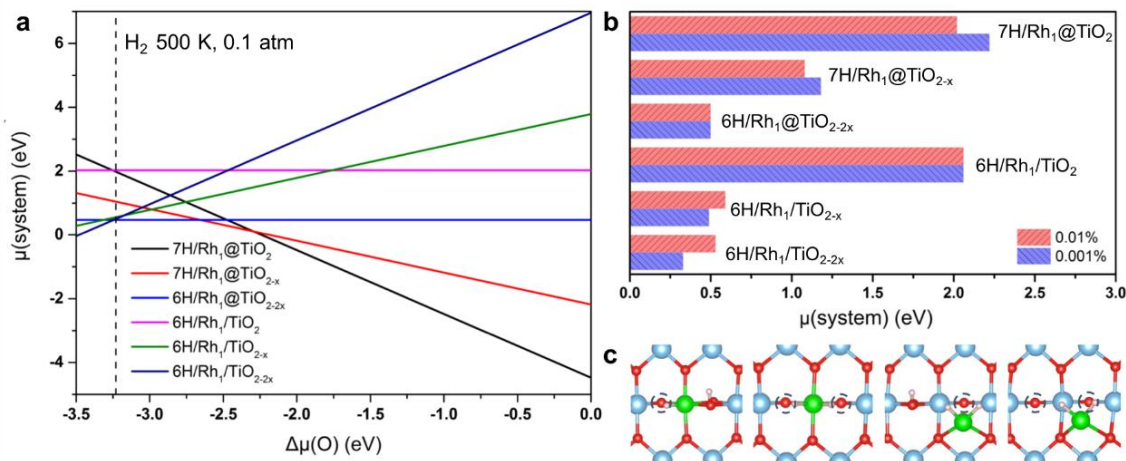 a
H₂ 500 K, 0.1 atm
μ(system) (eV)
6
4
2
0
-2
-4
7H/Rh₁@TiO₂
7H/Rh₁@TiO₂₋ₓ
6H/Rh₁@TiO₂₋₂ₓ
6H/Rh₁/TiO₂
6H/Rh₁/TiO₂₋ₓ
6H/Rh₁/TiO₂₋₂ₓ
-3.5 -3.0 -2.5 -2.0 -1.5 -1.0 -0.5 0.0
Δμ(O) (eV)
b
7H/Rh₁@TiO₂
7H/Rh₁@TiO₂₋ₓ
6H/Rh₁@TiO₂₋₂ₓ
6H/Rh₁/TiO₂
6H/Rh₁/TiO₂₋ₓ
6H/Rh₁/TiO₂₋₂ₓ
0.01%
0.001%
0.0 0.5 1.0 1.5 2.0 2.5 3.0
μ(system) (eV)
c